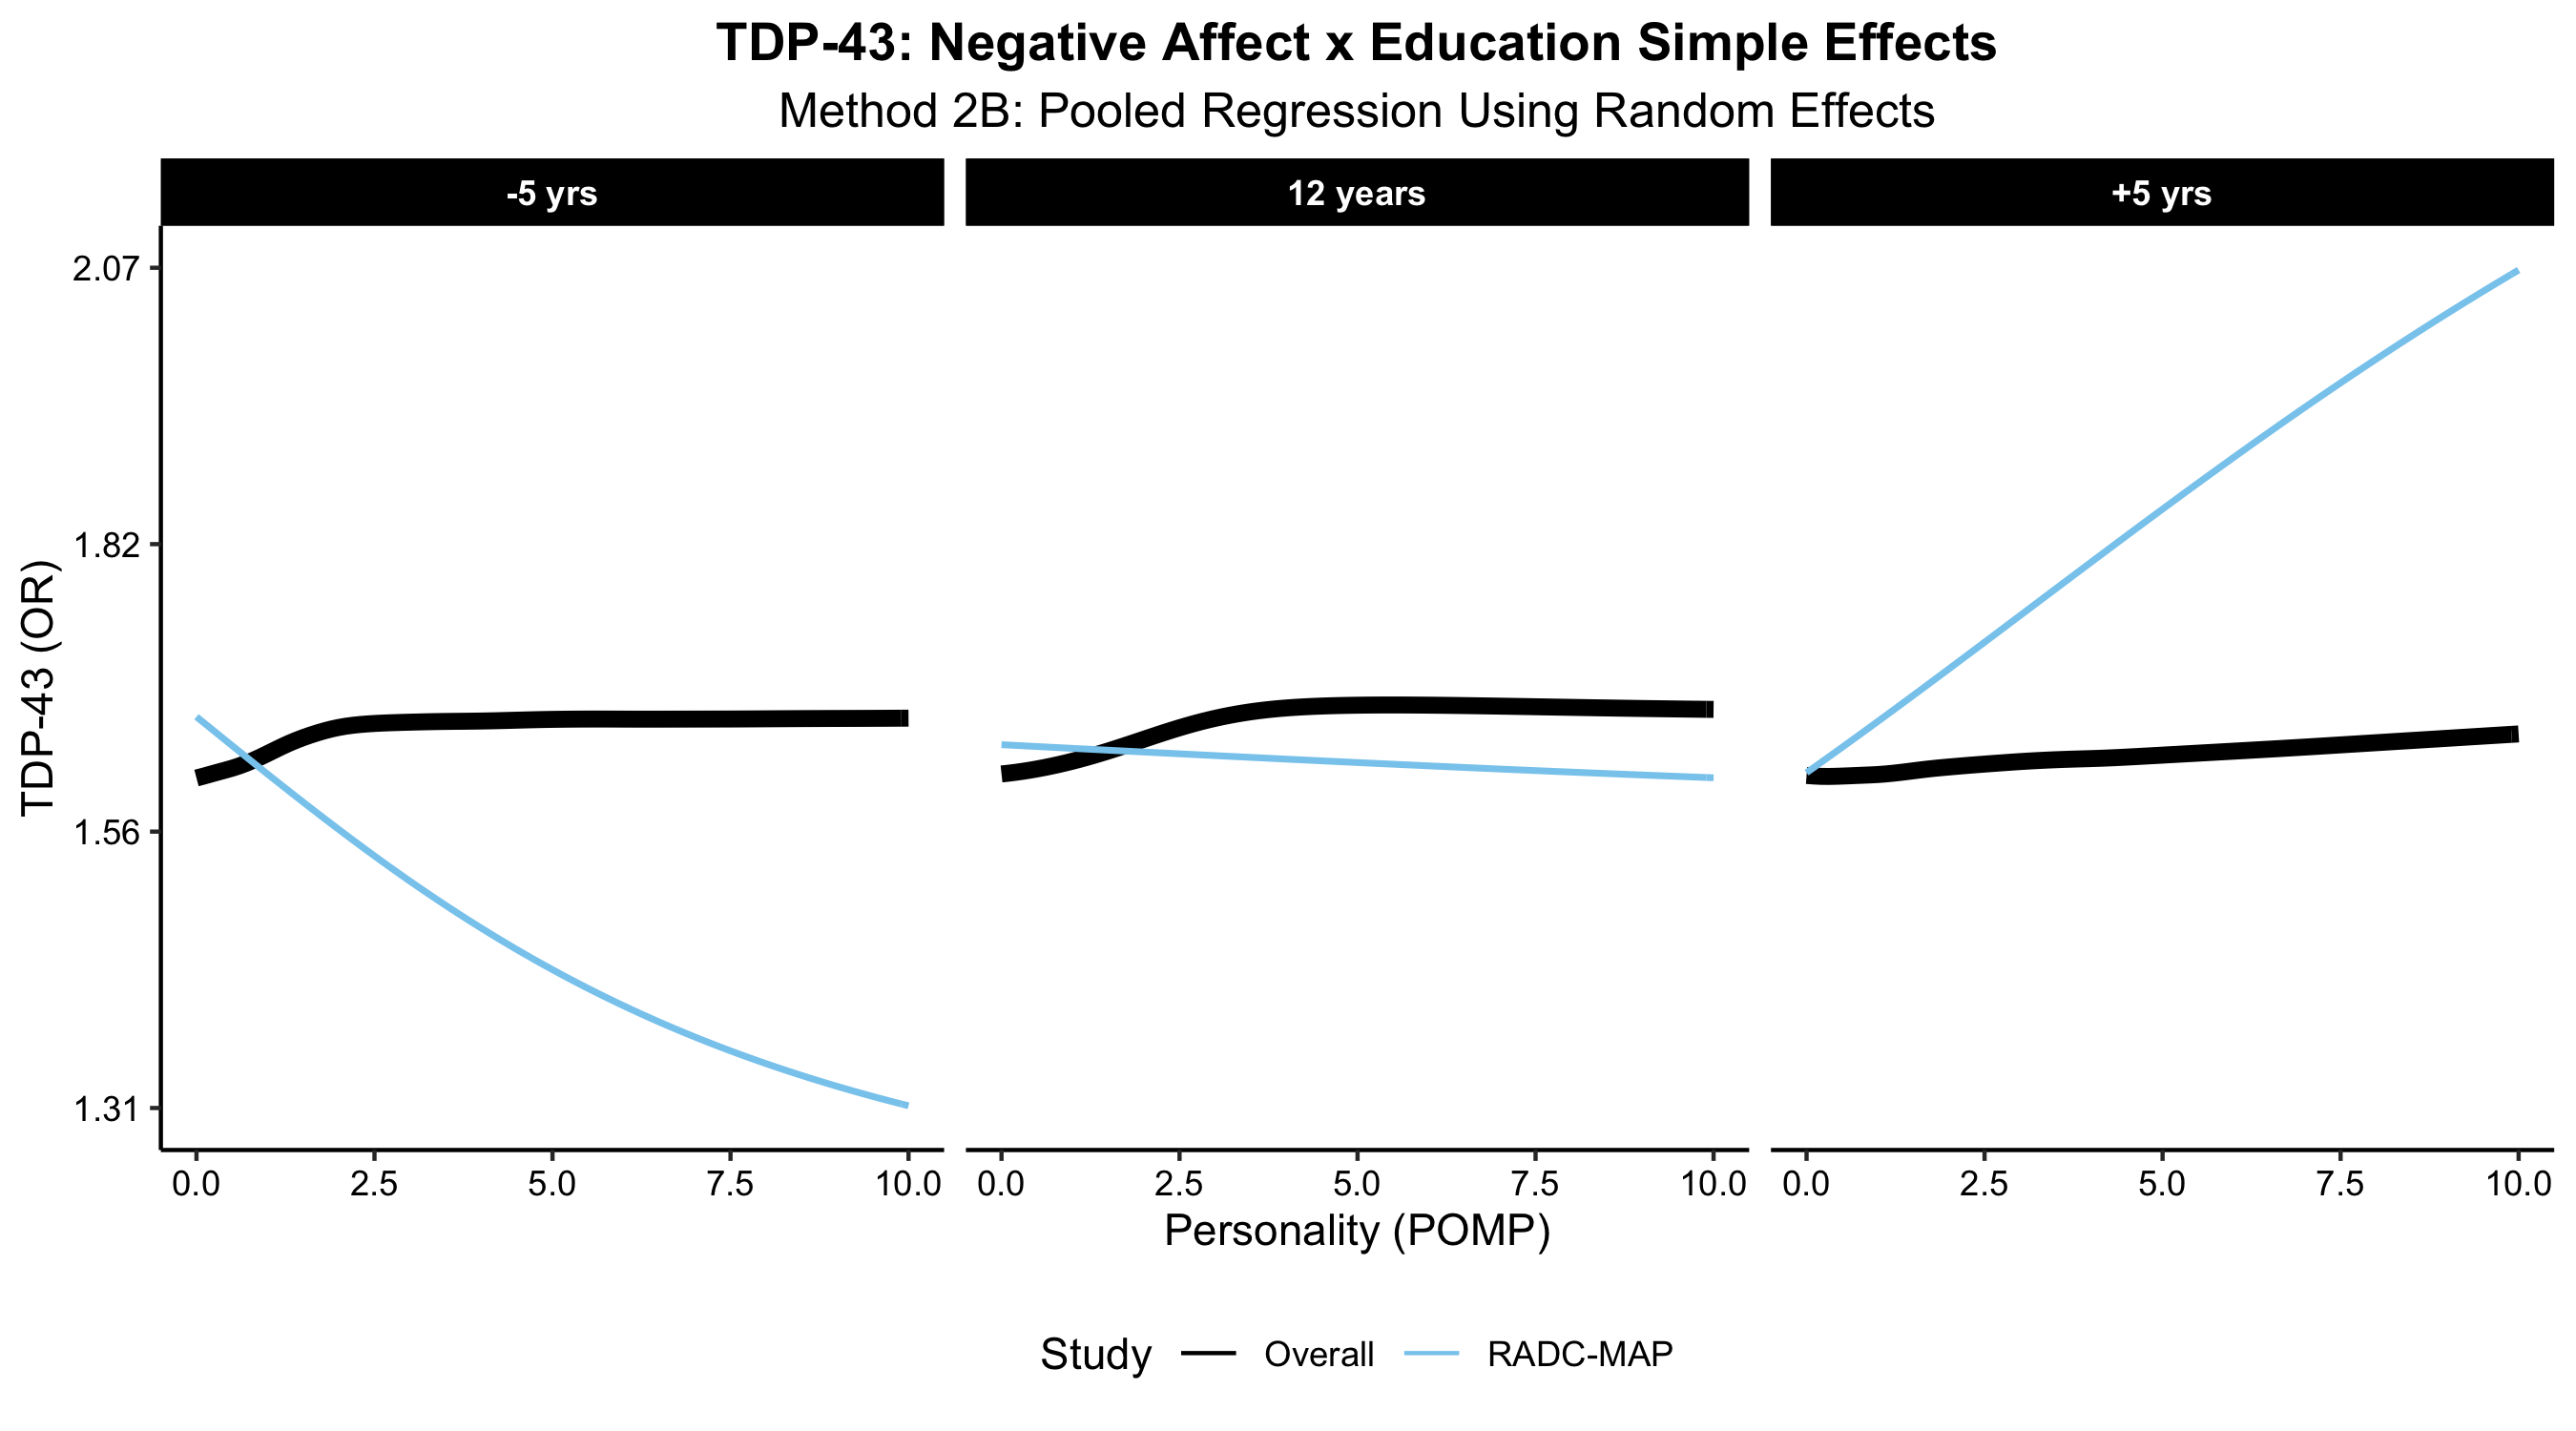 TDP-43: Negative Affect x Education Simple Effects
Method 2B: Pooled Regression Using Random Effects
-5 yrs 12 years +5 yrs
TDP-43 (OR)
2.07
1.82
1.56
1.31
0.0 2.5 5.0 7.5 10.0 0.0 2.5 5.0 7.5 10.0 0.0 2.5 5.0 7.5 10.0
Personality (POMP)
Study Overall RADC-MAP